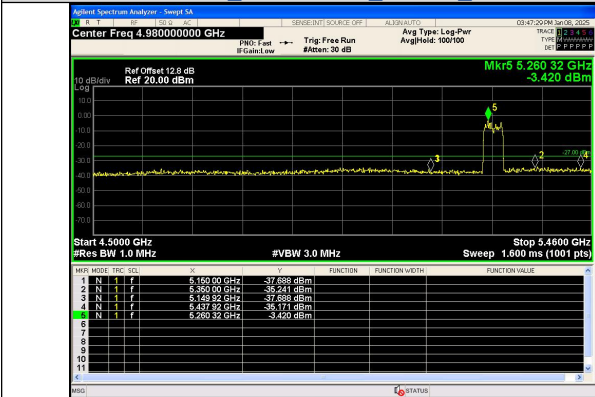 Agilent Spectrum Analyzer - Swept SA
R T RF 50 Ω AC SENSE:INT SOURCE OFF ALIGNAUTO 03:47:29 PM Jan 08, 2025
Center Freq 4.980000000 GHz
PNO: Fast
IFGain:Low
Trig: Free Run
#Atten: 30 dB
Avg Type: Log-Pwr
Avg|Hold: 100/100
TRACE 1 2 3 4 5 6
TYPE
DET P P P P P P
Ref Offset 12.8 dB
10 dB/div Ref 20.00 dBm
Log
Mkr5 5.260 32 GHz
-3.420 dBm
10.0
0.00
-10.0
-20.0
-30.0
-40.0
-50.0
-60.0
-70.0
5
-27.00 dBm
3
2
4
Start 4.5000 GHz
Stop 5.4600 GHz
#Res BW 1.0 MHz
#VBW 3.0 MHz
Sweep 1.600 ms (1001 pts)
MKR MODE TRC SCL X Y FUNCTION FUNCTION WIDTH FUNCTION VALUE
1 N 1 f 5.150 00 GHz -37.688 dBm
2 N 1 f 5.350 00 GHz -35.241 dBm
3 N 1 f 5.149 92 GHz -37.688 dBm
4 N 1 f 5.437 92 GHz -35.171 dBm
5 N 1 f 5.260 32 GHz -3.420 dBm
6
7
8
9
10
11
MSG
STATUS